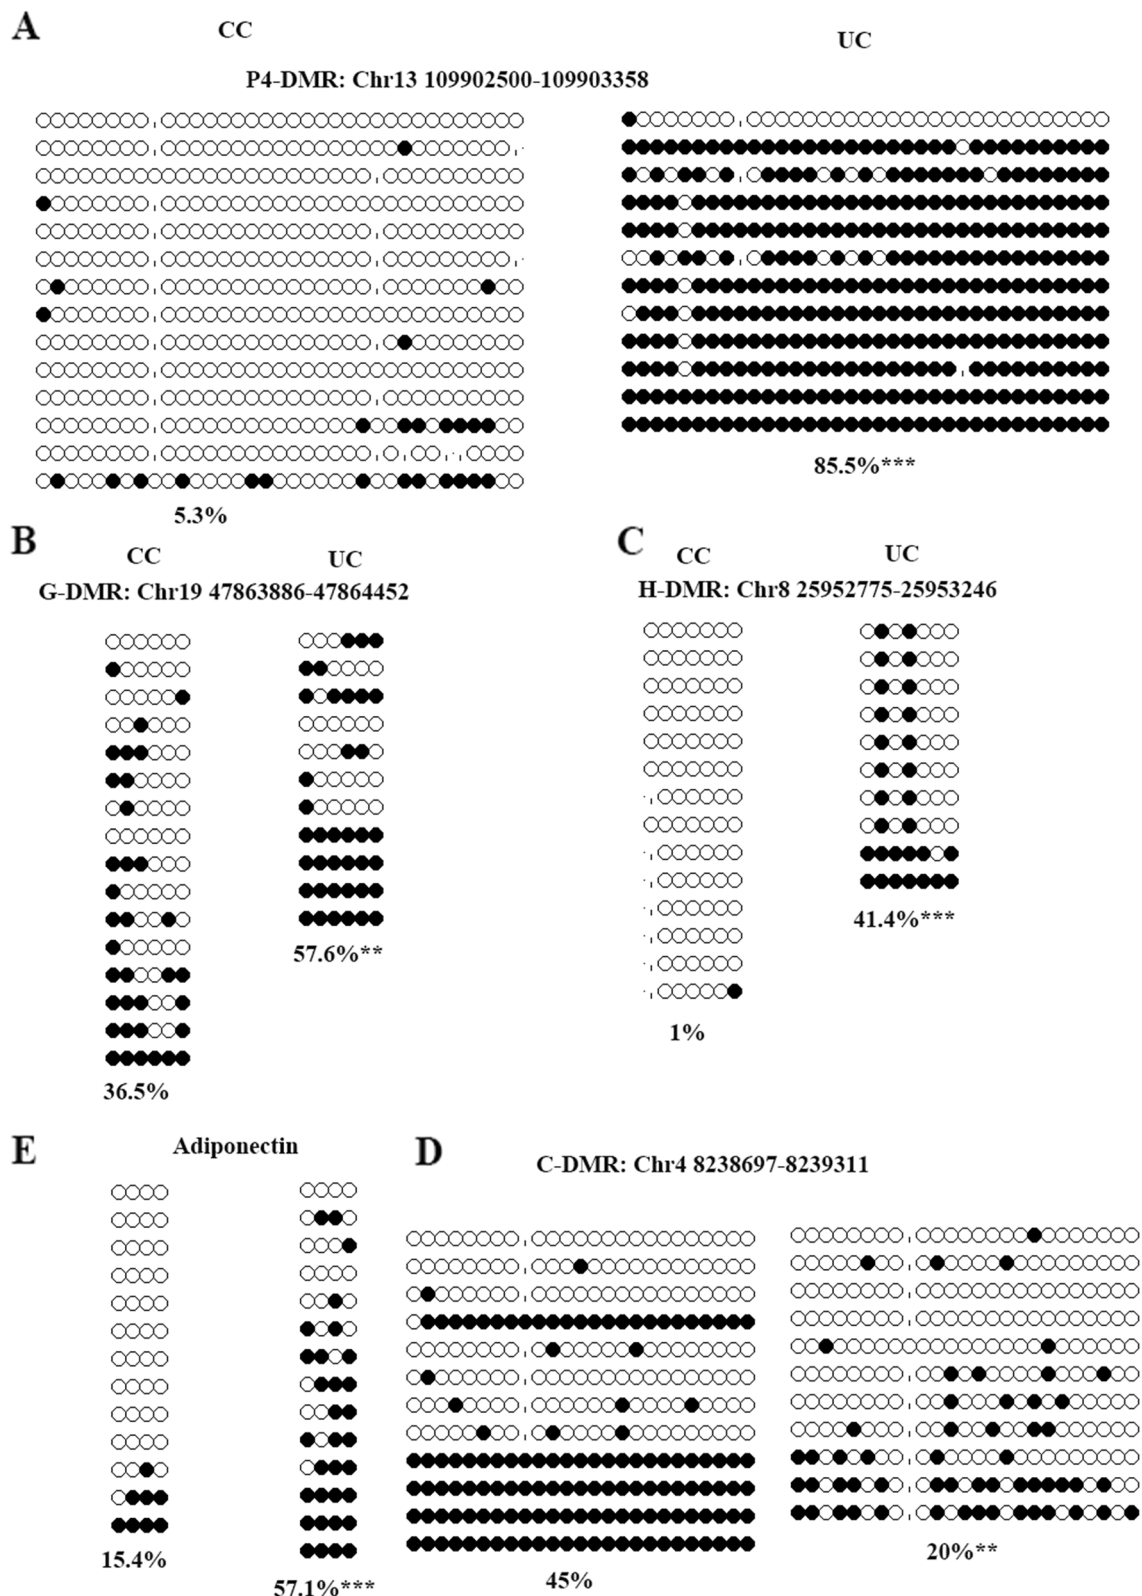 A
CC
UC
P4-DMR: Chr13 109902500-109903358
85.5%***
5.3%
B
CC
UC
G-DMR: Chr19 47863886-47864452
57.6%**
36.5%
C
CC
UC
H-DMR: Chr8 25952775-25953246
41.4%***
1%
E
Adiponectin
15.4%
57.1%***
D
C-DMR: Chr4 8238697-8239311
45%
20%**